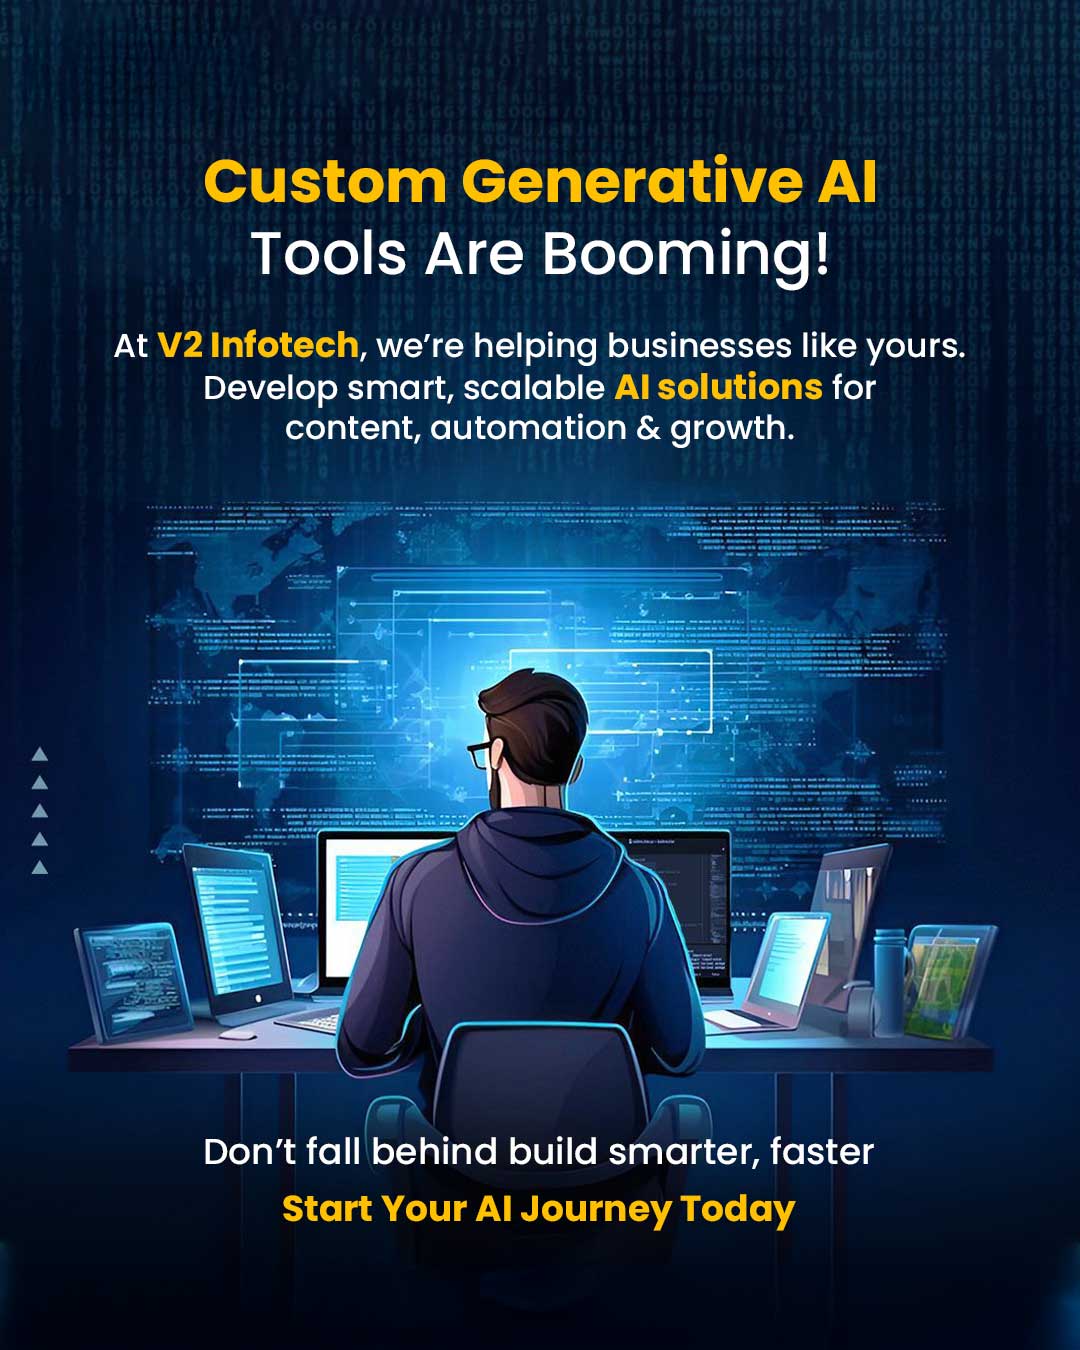 Custom Generative AI
Tools Are Booming!
At V2 Infotech, we’re helping businesses like yours.
Develop smart, scalable AI solutions for
content, automation & growth.
Don’t fall behind build smarter, faster
Start Your AI Journey Today